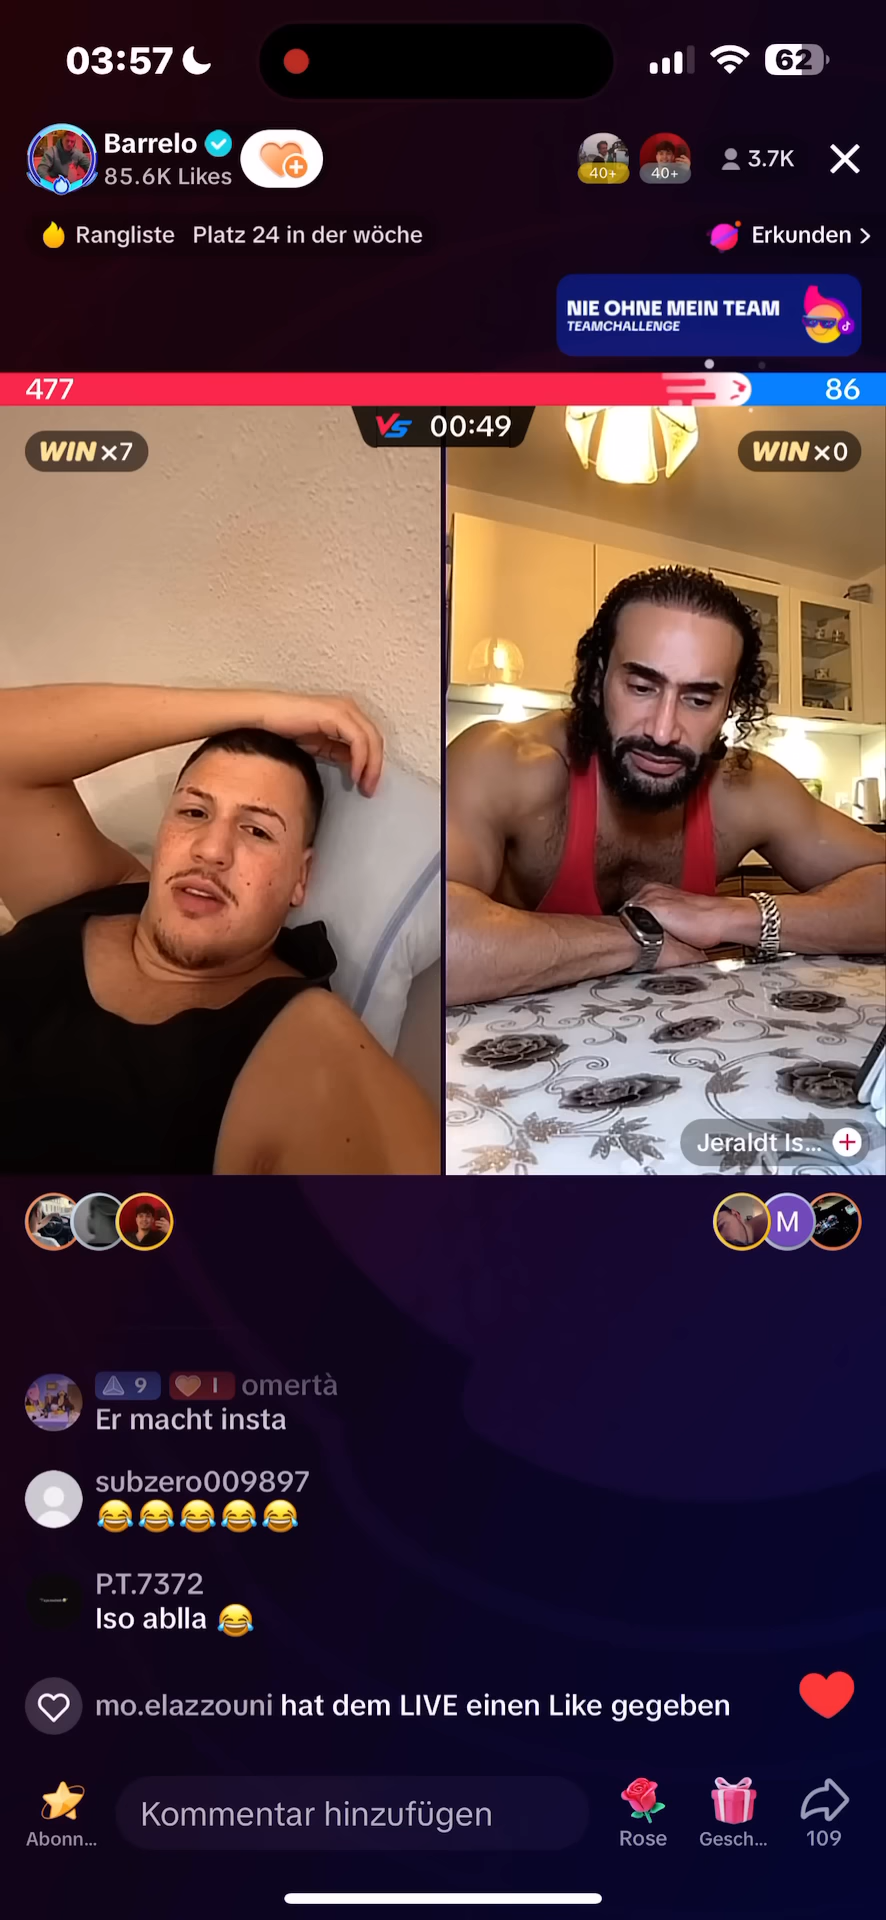 03:57
62
Barrelo
85.6K Likes
40+
40+
3.7K
Rangliste Platz 24 in der wöche
Erkunden >
NIE OHNE MEIN TEAM
TEAMCHALLENGE
477
86
VS 00:49
WIN x7
WIN x0
Jeraldt Is...
M
9 I omertà
Er macht insta
subzero009897
😂😂😂😂😂
P.T.7372
Iso ablla 😂
mo.elazzouni hat dem LIVE einen Like gegeben
Kommentar hinzufügen
Abonn...
Rose
Gesch...
109